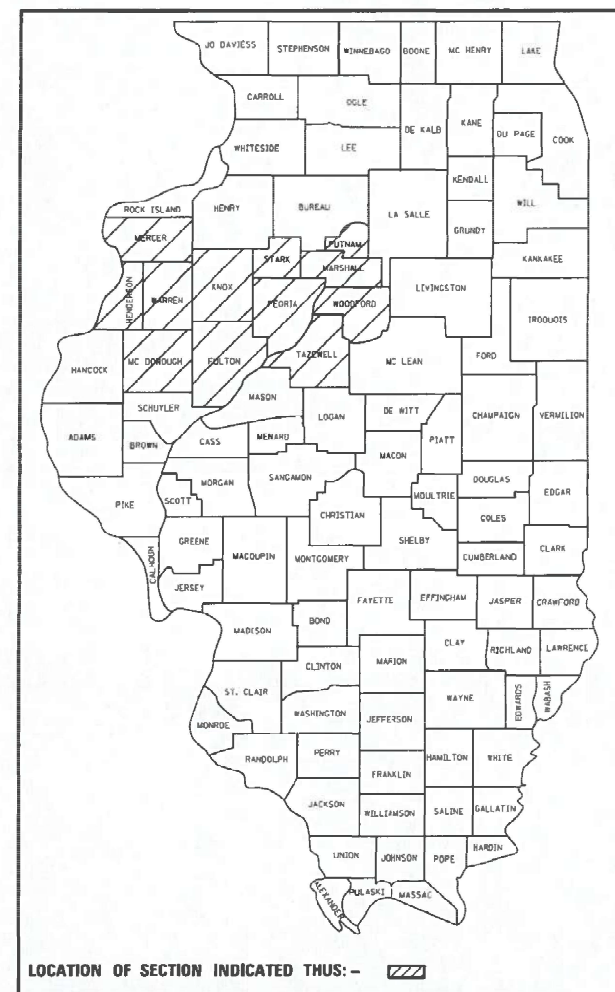 JO DAVIESS STEPHENSON WINNEBAGO BOONE MC HENRY LAKE
CARROLL OGLE DE KALB KANE DU PAGE COOK
WHITESIDE LEE
KENDALL WILL
ROCK ISLAND HENRY BUREAU LA SALLE GRUNDY
MERCER STARK PUTNAM MARSHALL KANKAKEE
HENDERSON WARREN KNOX PEORIA WOODFORD LIVINGSTON IROQUOIS
HANCOCK MC DONOUGH FULTON TAZEWELL MC LEAN FORD
SCHUYLER MASON LOGAN DE WITT CHAMPAIGN VERMILION
ADAMS BROWN CASS MENARD PIATT
MACON
PIKE SCOTT MORGAN SANGAMON MOULTRIE DOUGLAS EDGAR
CHRISTIAN COLES
CALHOUN GREENE MACOUPIN MONTGOMERY SHELBY CUMBERLAND CLARK
JERSEY FAYETTE EFFINGHAM JASPER CRAWFORD
MADISON BOND
CLAY RICHLAND LAWRENCE
CLINTON MARION
ST. CLAIR WAYNE EDWARDS WABASH
MONROE WASHINGTON JEFFERSON
RANDOLPH PERRY HAMILTON WHITE
FRANKLIN
JACKSON WILLIAMSON SALINE GALLATIN
UNION JOHNSON POPE HARDIN
ALEXANDER PULASKI MASSAC
LOCATION OF SECTION INDICATED THUS: -